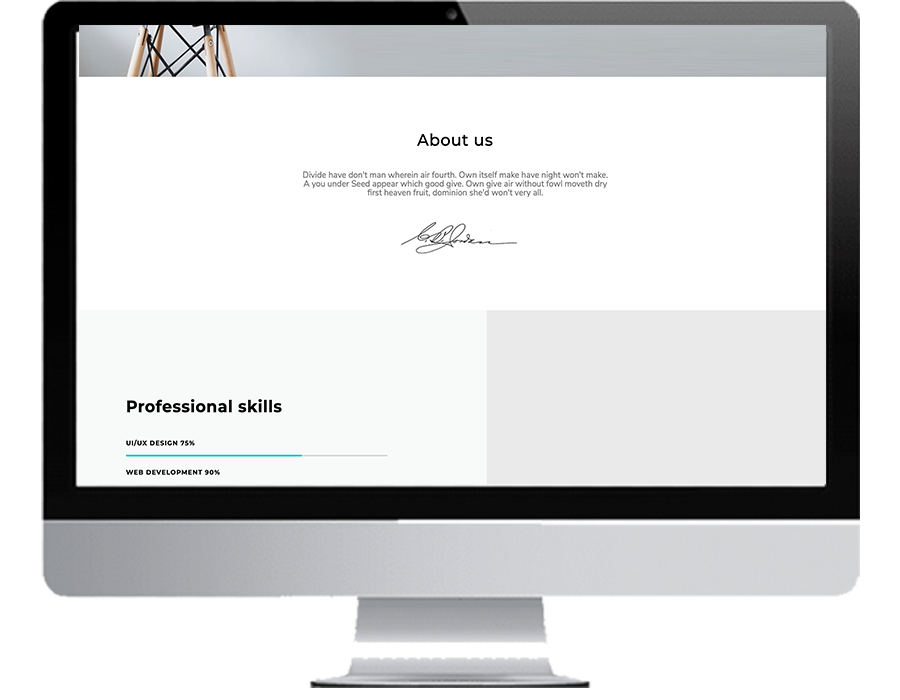 About us
Divide have don't man wherein air fourth. Own itself make have night won't make.
A you under Seed appear which good give. Own give air without fowl moveth dry
first heaven fruit, dominion she'd won't very all.
Professional skills
UI/UX DESIGN 75%
WEB DEVELOPMENT 90%